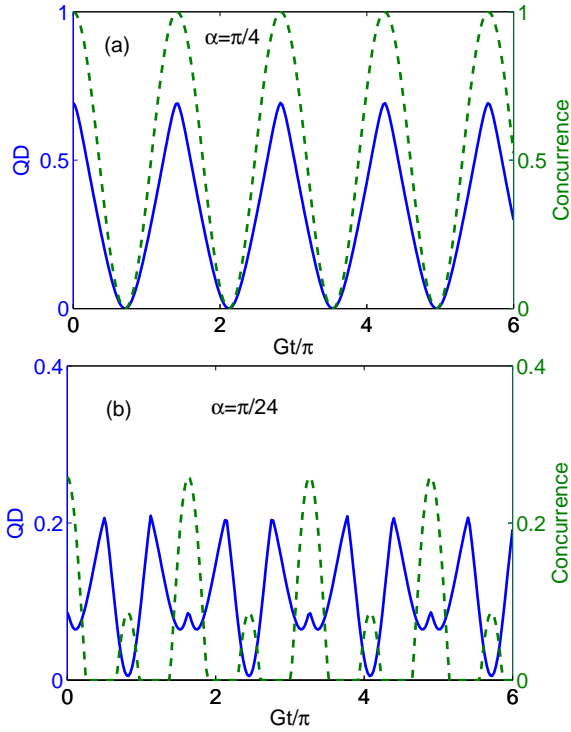 1
(a)
α=π/4
1
QD
0.5
0.5
Concurrence
0
0
0
2
4
6
Gt/π
0.4
(b)
α=π/24
0.4
QD
0.2
0.2
Concurrence
0
0
0
2
4
6
Gt/π